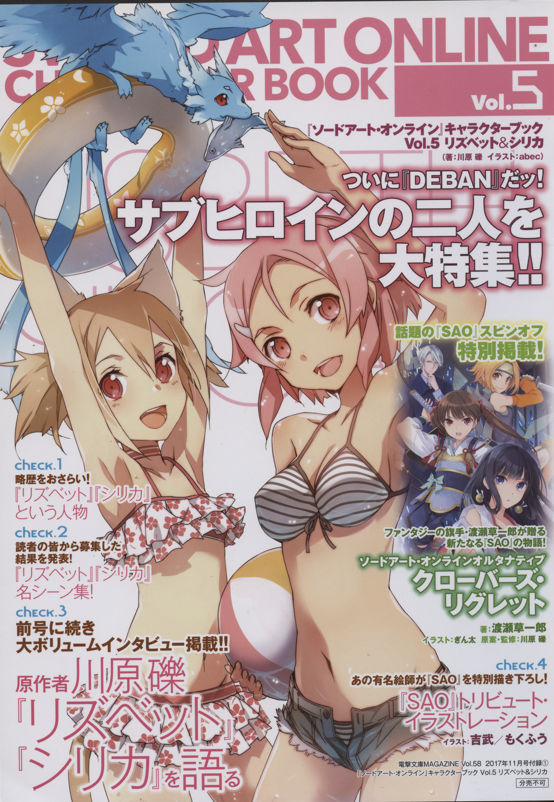 ART ONLINE
R BOOK
Vol.5
『ソードアート・オンライン』キャラクターブック
Vol.5 リズベット&シリカ
(著:川原 礫 イラスト:abec)
ついに『DEBAN』だッ!
サブヒロインの二人を
大特集!!
話題の『SAO』スピンオフ
特別掲載!
ファンタジーの旗手・渡瀬草一郎が贈る
新たなる『SAO』の物語!
ソードアート・オンラインオルタナティブ
クローバーズ・
リグレット
著:渡瀬草一郎
イラスト:ぎん太 原案・監修:川原 礫
CHECK.1
略歴をおさらい!
『リズベット』『シリカ』
という人物
CHECK.2
読者の皆から募集した
結果を発表!
『リズベット』『シリカ』
名シーン集!
CHECK.3
前号に続き
大ボリュームインタビュー掲載!!
原作者 川原 礫
『リズベット』
『シリカ』を語る
CHECK.4
あの有名絵師が『SAO』を特別描き下ろし!
『SAO』トリビュート・
イラストレーション
イラスト:吉武/もくふう
電撃文庫MAGAZINE Vol.58 2017年11月号付録①
『ソードアート・オンライン』キャラクターブック Vol.5 リズベット&シリカ
分売不可